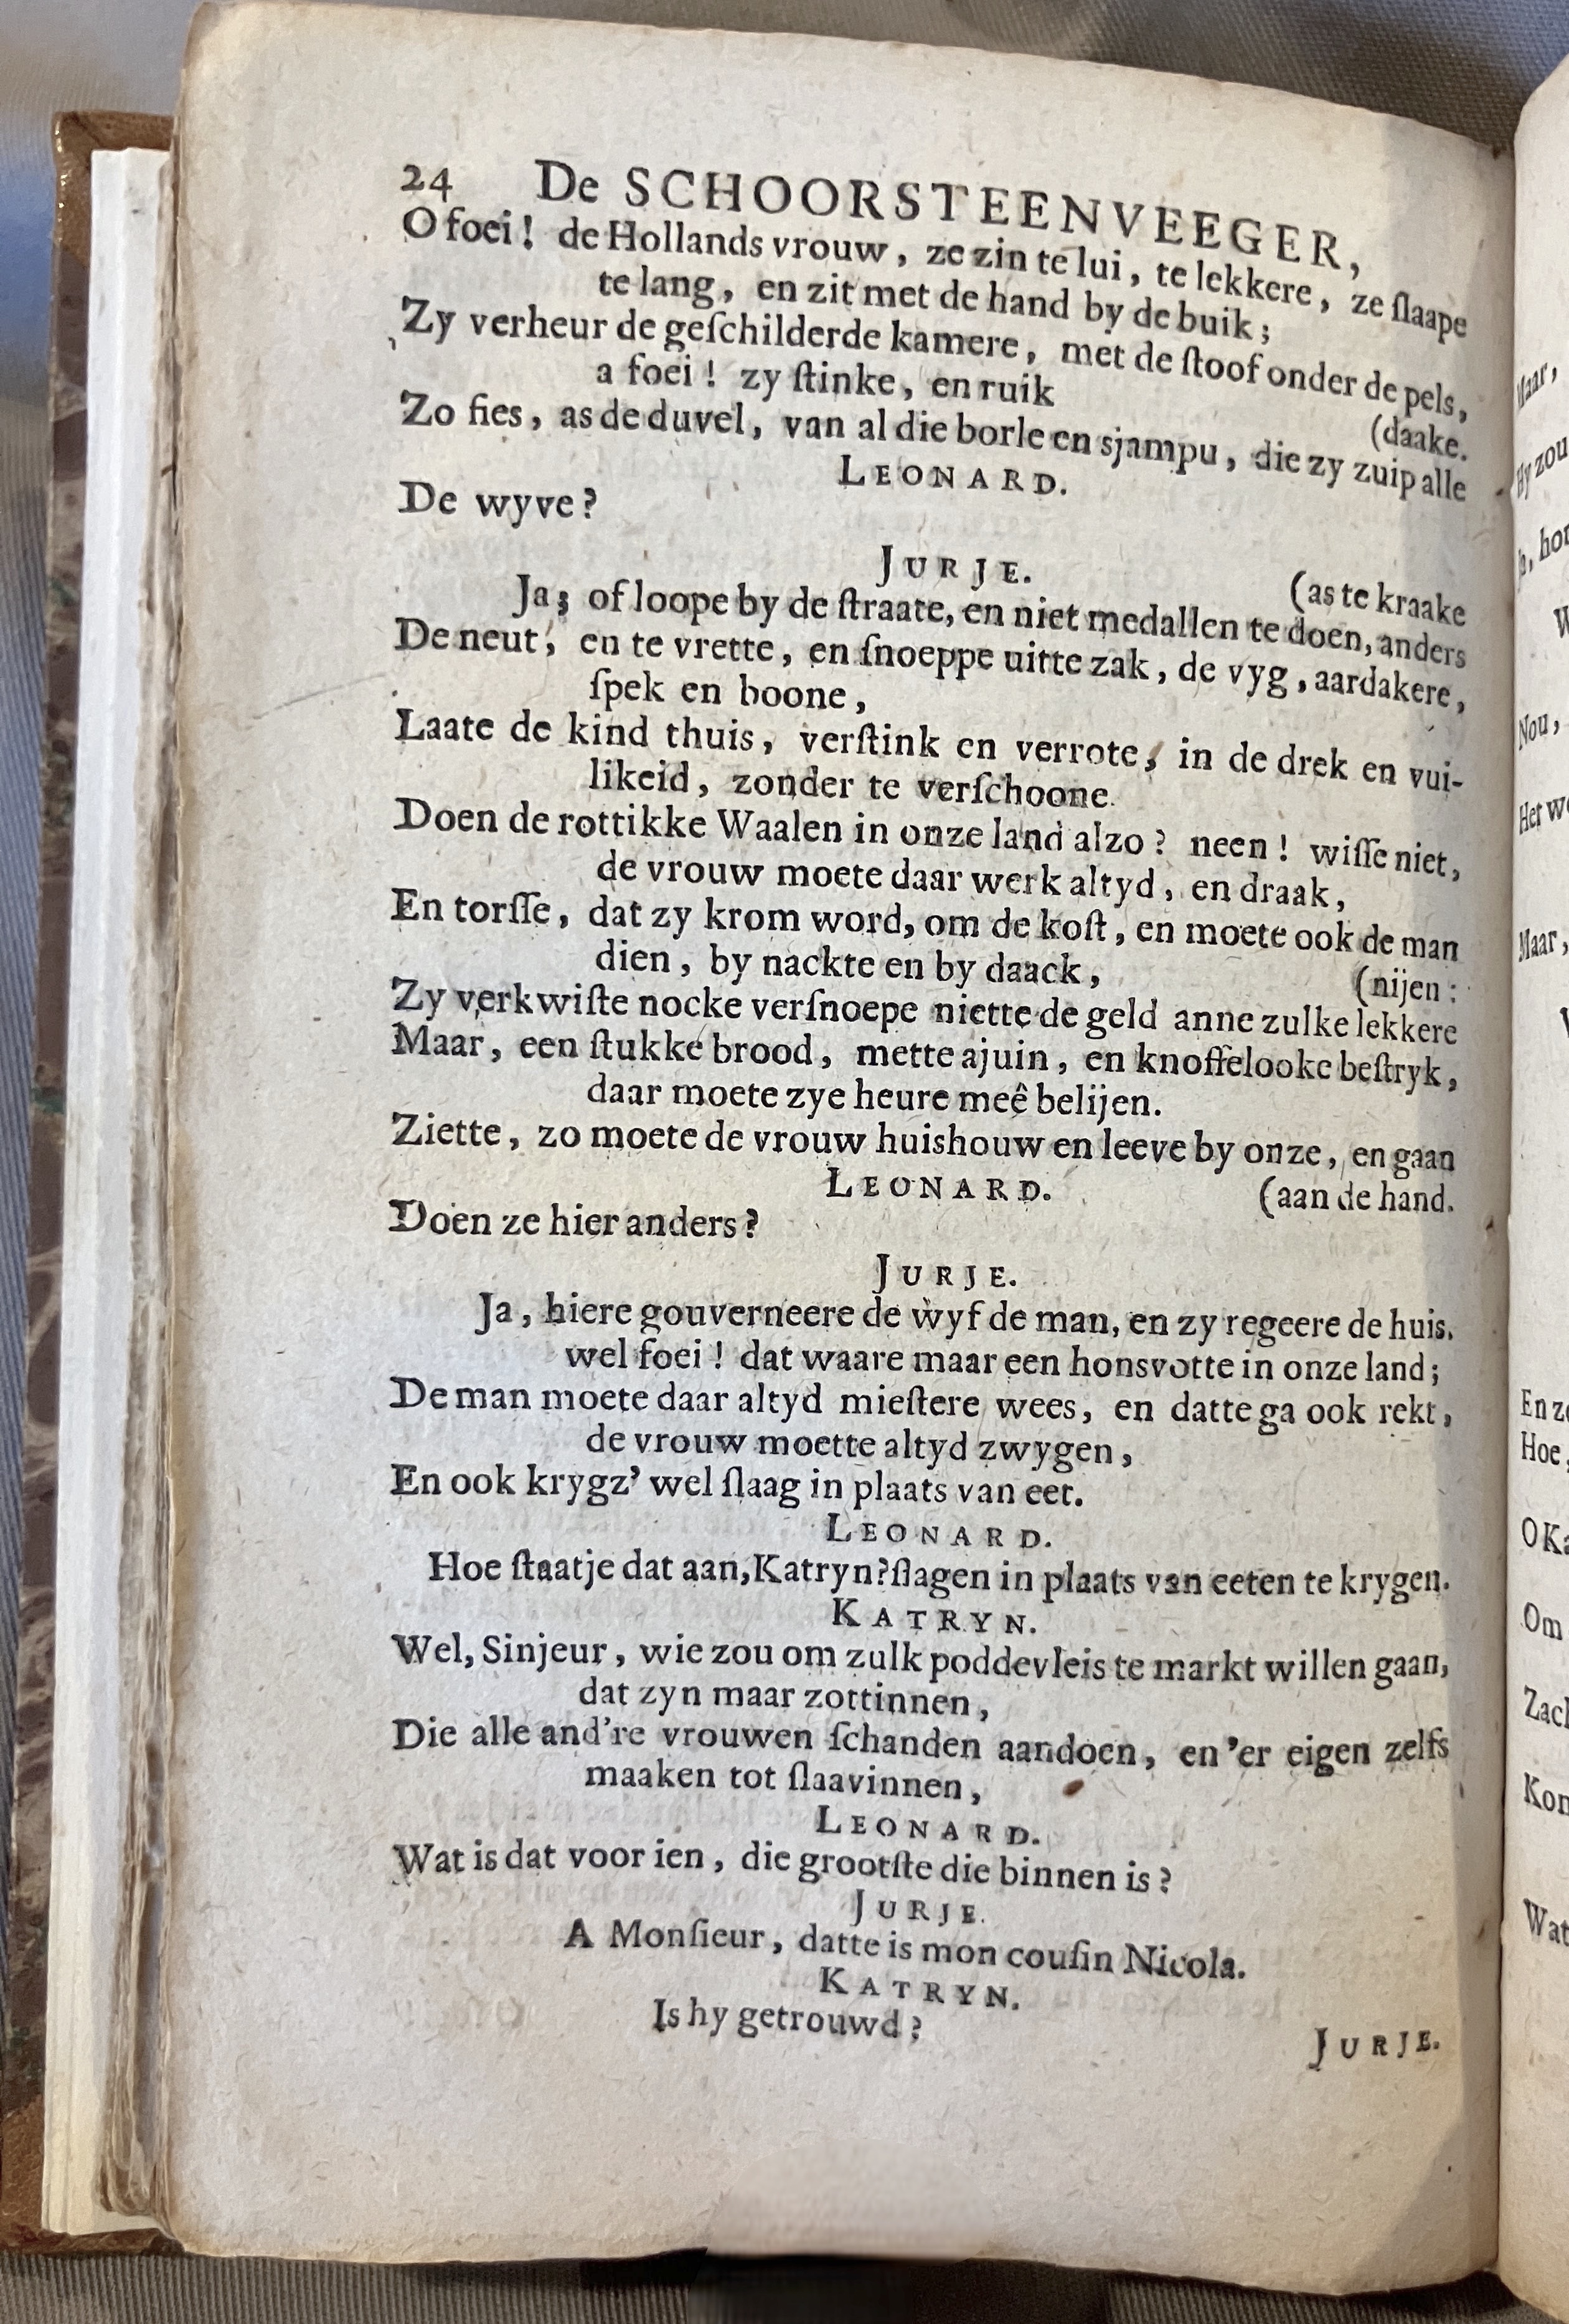 24 De SCHOORSTEENVEEGER,
O foei! de Hollands vrouw, ze zin te lui, te lekkere, ze ſlaape
te lang, en zit met de hand by de buik;
Zy verheur de geſchilderde kamere, met de ſtoof onder de pels,
a foei! zy ſtinke, en ruik
(daake.
Zo fies, as de duvel, van al die borle en sjampu, die zy zuip alle
LEONARD.
De wyve?
JURJE.
(as te kraake
Ja; of loope by de ſtraate, en niet medallen te doen, anders
De neut, en te vrette, en ſnoeppe uitte zak, de vyg, aardakere,
ſpek en boone,
Laate de kind thuis, verſtink en verrote, in de drek en vui-
likeid, zonder te verſchoone.
Doen de rottikke Waalen in onze land alzo? neen! wiſſe niet,
de vrouw moete daar werk altyd, en draak,
En torſſe, dat zy krom word, om de koſt, en moete ook de man
dien, by nackte en by daack,
(nijen:
Zy verkwiſte nocke verſnoepe niette de geld anne zulke lekkere
Maar, een ſtukke brood, mette ajuin, en knoffelooke beſtryk,
daar moete zye heure meê belijen.
Ziette, zo moete de vrouw huishouw en leeve by onze, en gaan
LEONARD.
(aan de hand.
Doen ze hier anders?
JURJE.
Ja, hiere gouverneere de wyf de man, en zy regeere de huis.
wel foei! dat waare maar een honsvotte in onze land;
De man moete daar altyd mieſtere wees, en datte ga ook rekt,
de vrouw moette altyd zwygen,
En ook krygz' wel ſlaag in plaats van eet.
LEONARD.
Hoe ſtaatje dat aan, Katryn? ſlagen in plaats van eeten te krygen.
KATRYN.
Wel, Sinjeur, wie zou om zulk poddevleis te markt willen gaan,
dat zyn maar zottinnen,
Die alle and're vrouwen ſchanden aandoen, en 'er eigen zelfs
maaken tot ſlaavinnen,
LEONARD.
Wat is dat voor ien, die grootſte die binnen is?
JURJE.
A Monſieur, datte is mon couſin Nicola.
KATRYN.
Is hy getrouwd?
JURJE.
Maar,
Hy zou
Nou,
Het
Maar,
En
Hoe,
O
Om
Wat